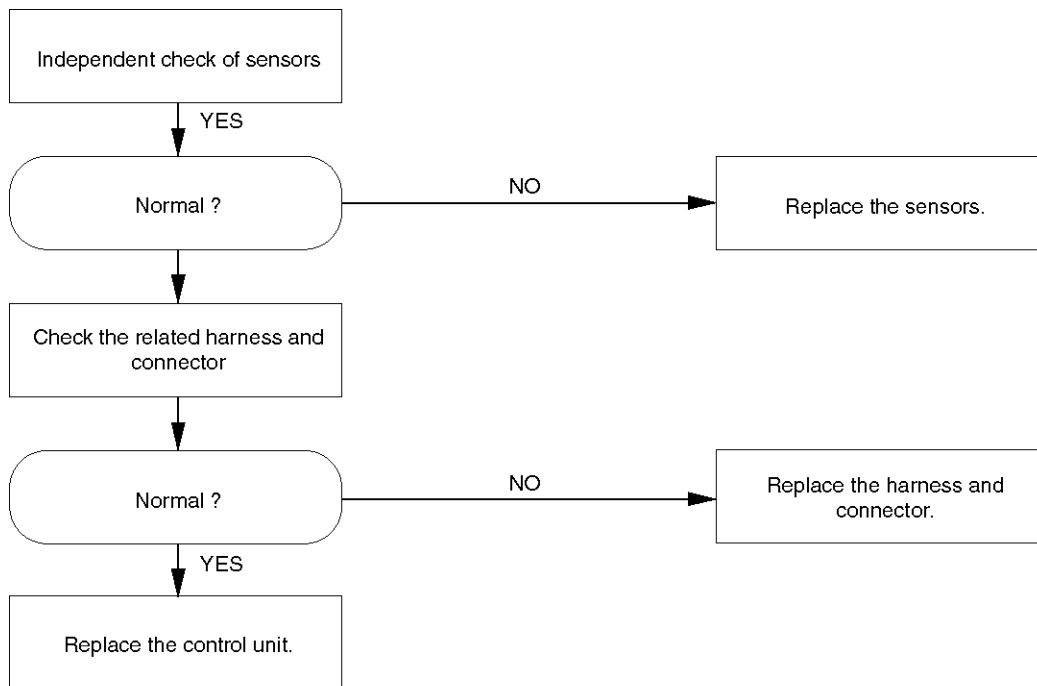 Independent check of sensors
YES
Normal ?
NO
Replace the sensors.
Check the related harness and
connector
Normal ?
NO
Replace the harness and
connector.
YES
Replace the control unit.